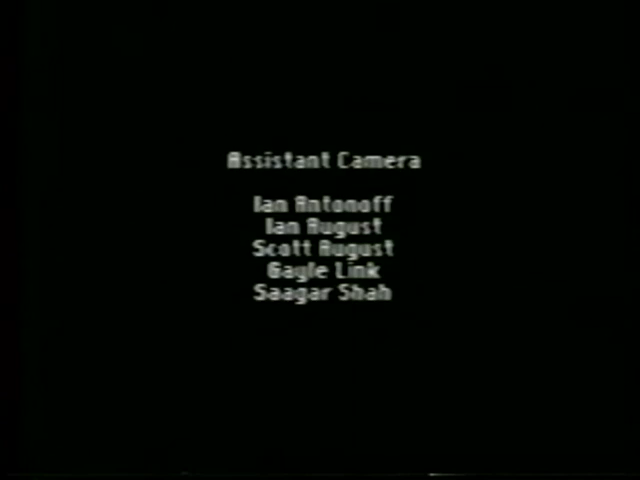 Assistant Camera
Ian Antonoff
Ian August
Scott August
Gayle Link
Saagar Shah